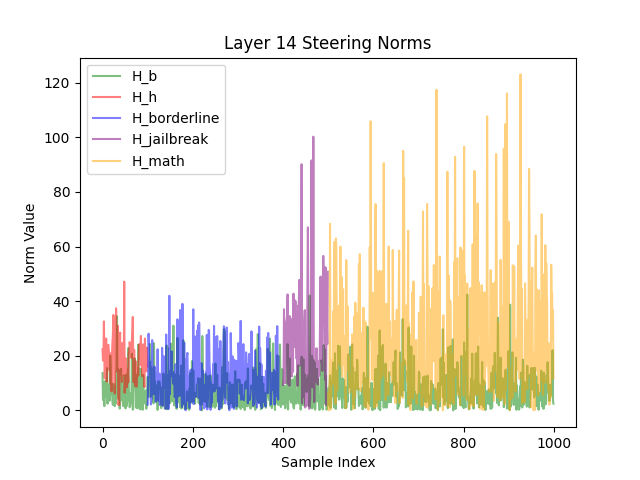 Layer 14 Steering Norms
H_b
H_h
H_borderline
H_jailbreak
H_math
Norm Value
120
100
80
60
40
20
0
0 200 400 600 800 1000
Sample Index